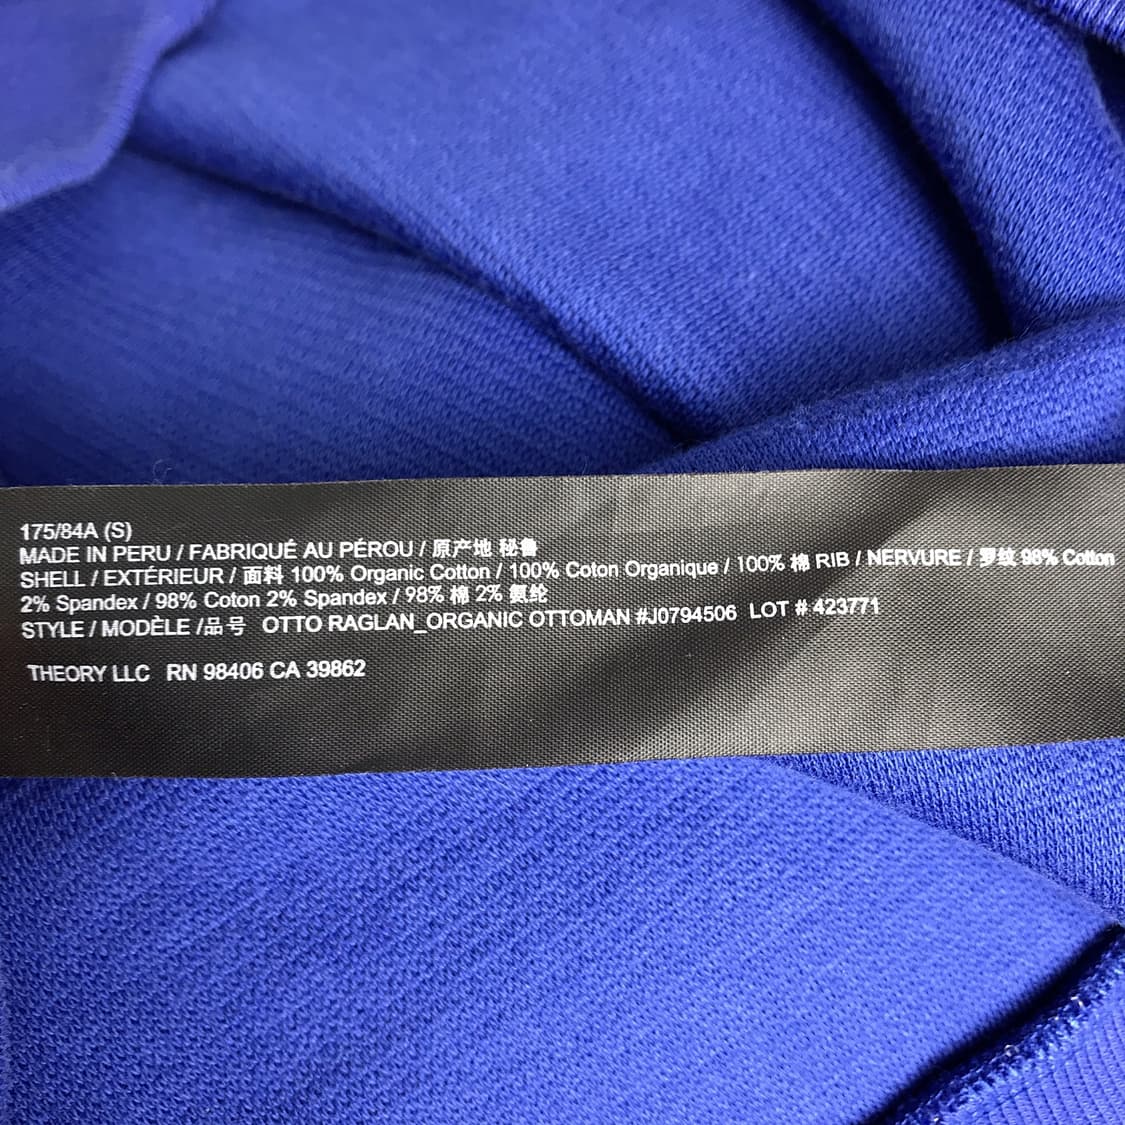 175/84A (S)
MADE IN PERU / FABRIQUÉ AU PÉROU / 原产地 秘鲁
SHELL / EXTÉRIEUR / 面料 100% Organic Cotton / 100% Coton Organique / 100% 棉 RIB / NERVURE / 罗纹 98% Cotton
2% Spandex / 98% Coton 2% Spandex / 98% 棉 2% 氨纶
STYLE / MODÈLE /品号 OTTO RAGLAN_ORGANIC OTTOMAN #J0794506 LOT # 423771
THEORY LLC RN 98406 CA 39862